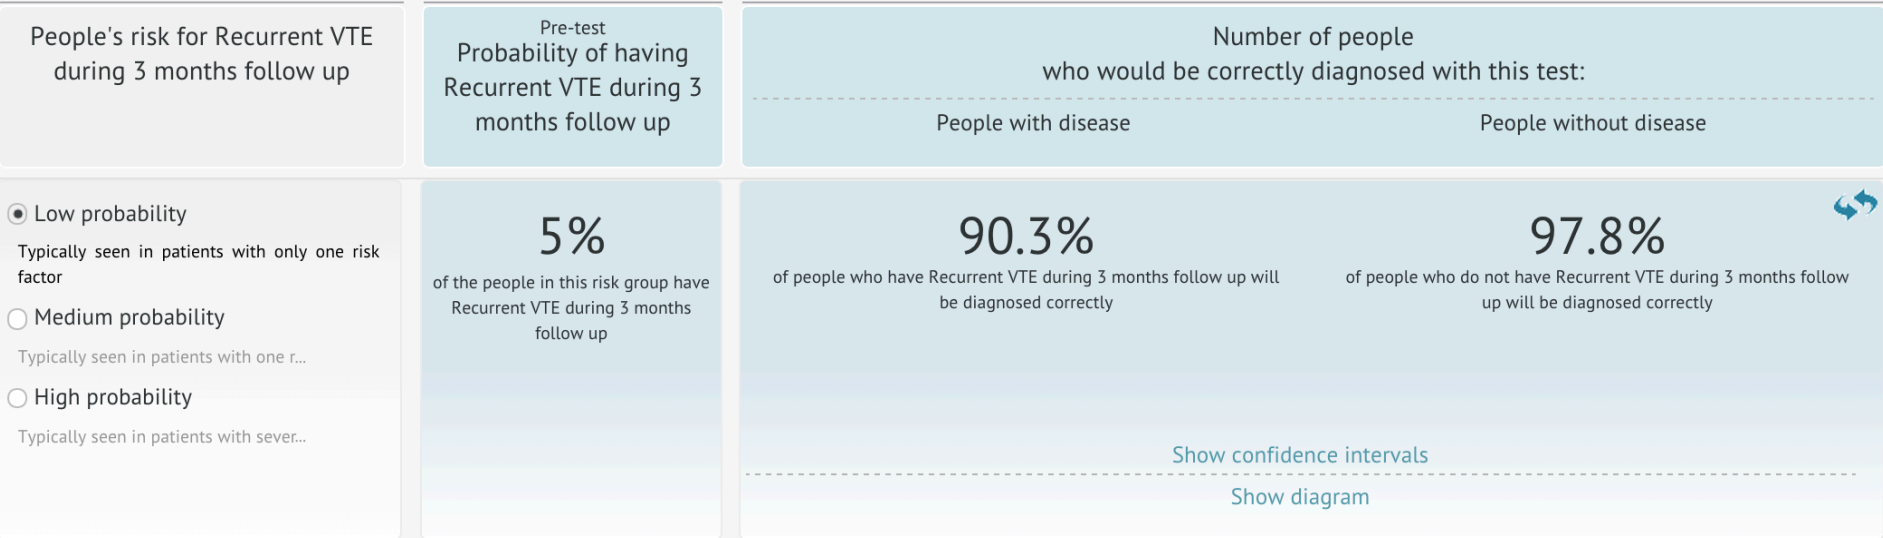 People's risk for Recurrent VTE
during 3 months follow up
Pre-test
Probability of having
Recurrent VTE during 3
months follow up
Number of people
who would be correctly diagnosed with this test:
People with disease
People without disease
Low probability
Typically seen in patients with only one risk
factor
Medium probability
Typically seen in patients with one r...
High probability
Typically seen in patients with sever...
5%
of the people in this risk group have
Recurrent VTE during 3 months
follow up
90.3%
of people who have Recurrent VTE during 3 months follow up will
be diagnosed correctly
97.8%
of people who do not have Recurrent VTE during 3 months follow
up will be diagnosed correctly
Show confidence intervals
Show diagram